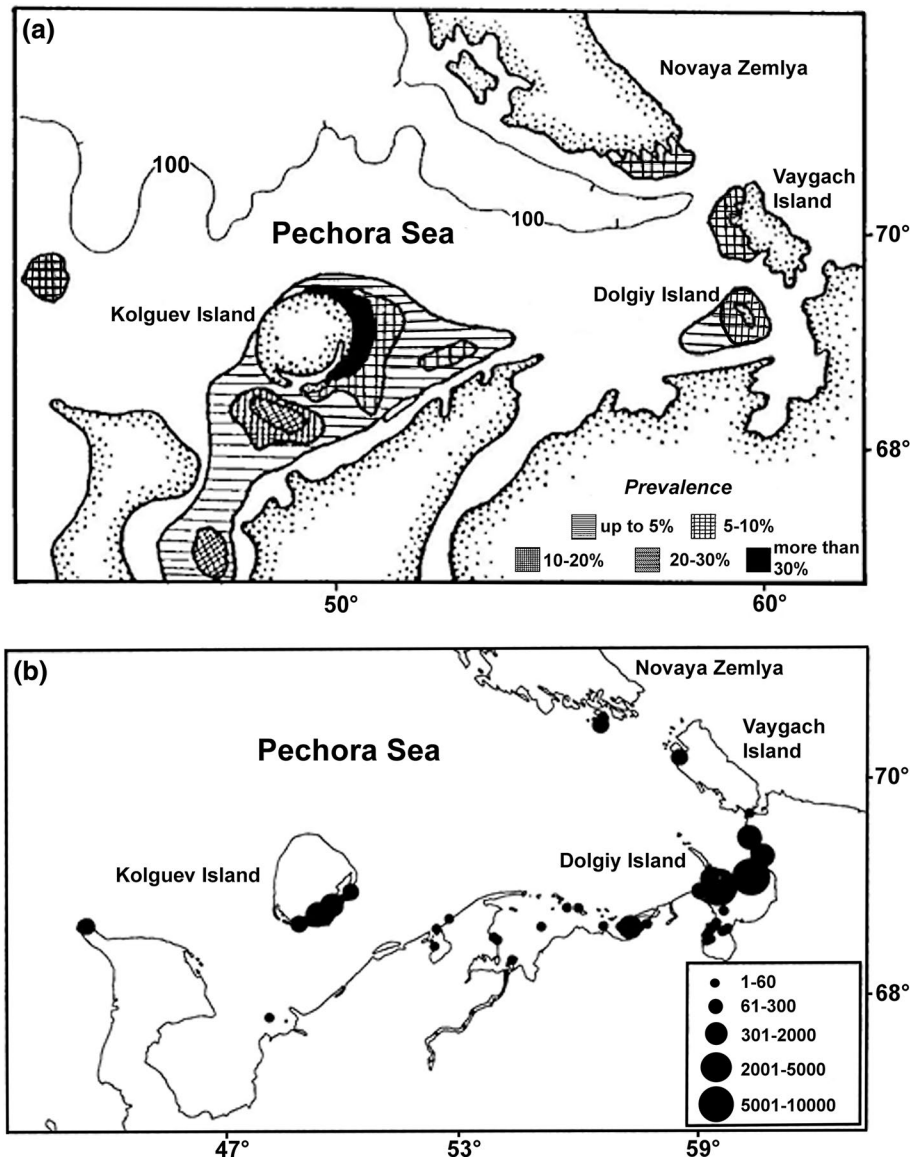 (a)
Novaya Zemlya
100
Vaygach
Island
100
Pechora Sea
70°
Dolgiy Island
Kolguev Island
68°
Prevalence
up to 5%
5-10%
10-20%
20-30%
more than
30%
50°
60°
(b)
Novaya Zemlya
Vaygach
Island
Pechora Sea
70°
Dolgiy Island
Kolguev Island
68°
1-60
61-300
301-2000
2001-5000
5001-10000
47°
53°
59°